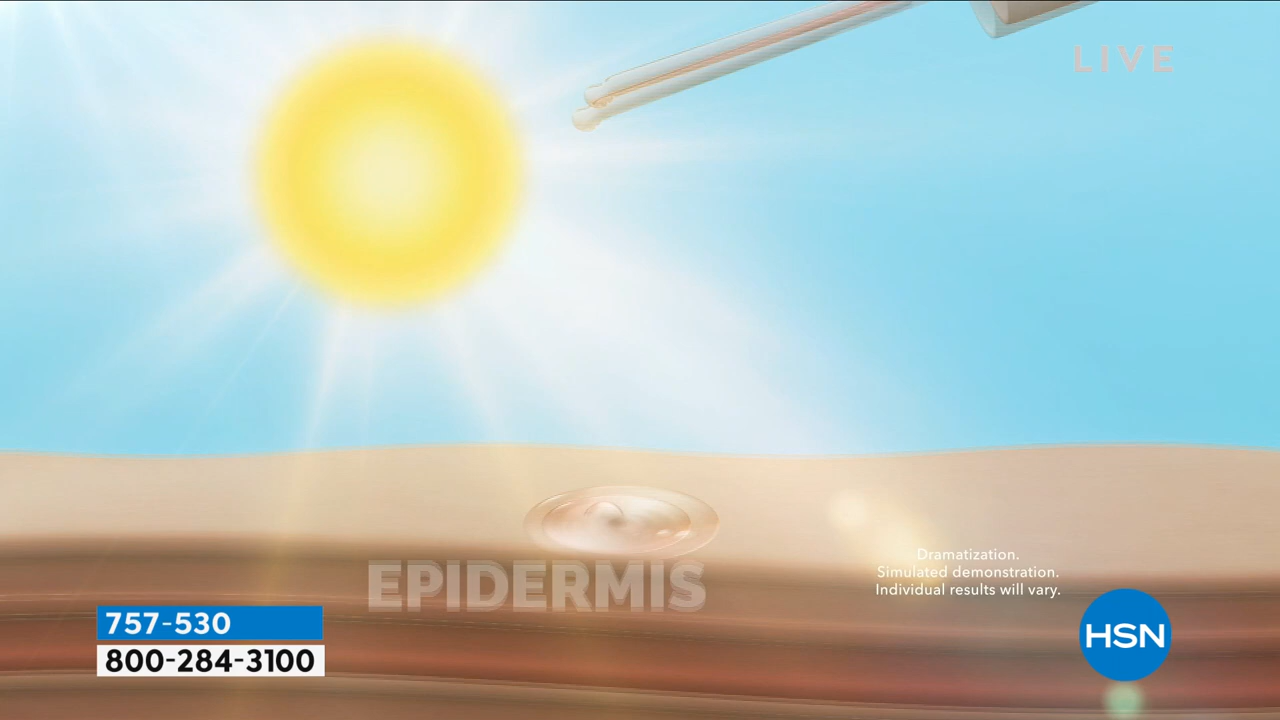 LIVE
EPIDERMIS
Dramatization.
Simulated demonstration.
Individual results will vary.
757-530
800-284-3100
HSN